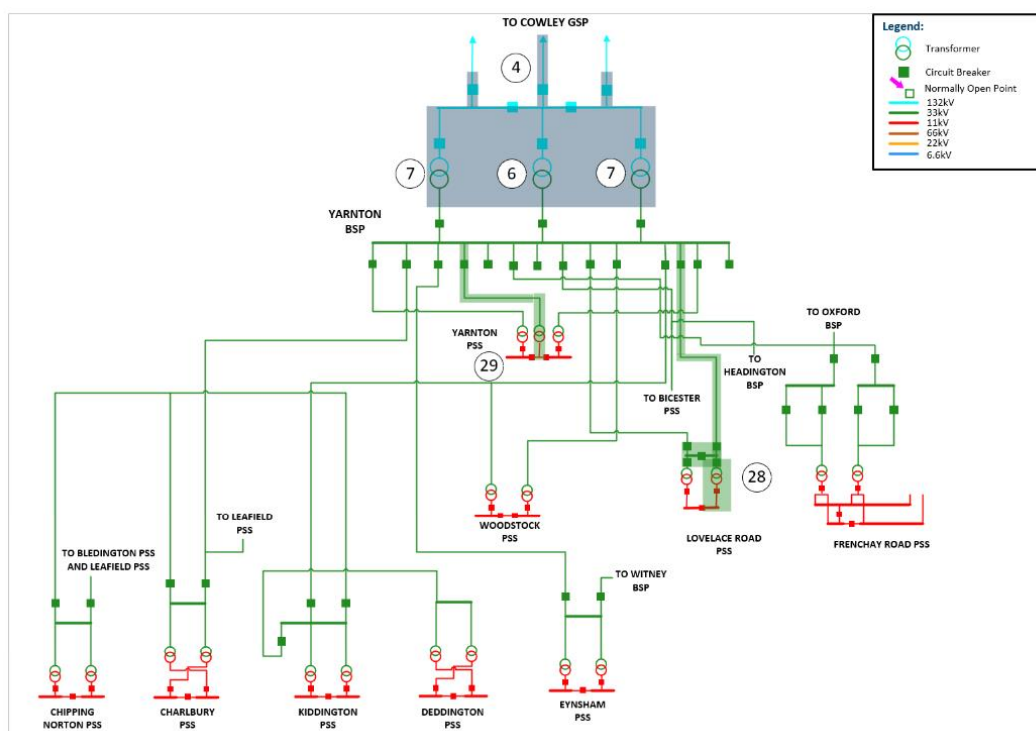 TO COWLEY GSP
Legend:
Transformer
Circuit Breaker
Normally Open Point
132kV
33kV
11kV
66kV
22kV
6.6kV
4
7
6
7
YARNTON
BSP
TO OXFORD
BSP
YARNTON
PSS
29
TO
HEADINGTON
BSP
TO BICESTER
PSS
28
WOODSTOCK
PSS
LOVELACE ROAD
PSS
FRENCHAY ROAD PSS
TO LEAFIELD
PSS
TO BLEDINGTON PSS
AND LEAFIELD PSS
TO WITNEY
BSP
CHIPPING
NORTON PSS
CHARLBURY
PSS
KIDDINGTON
PSS
DEDDINGTON
PSS
EYNSHAM
PSS